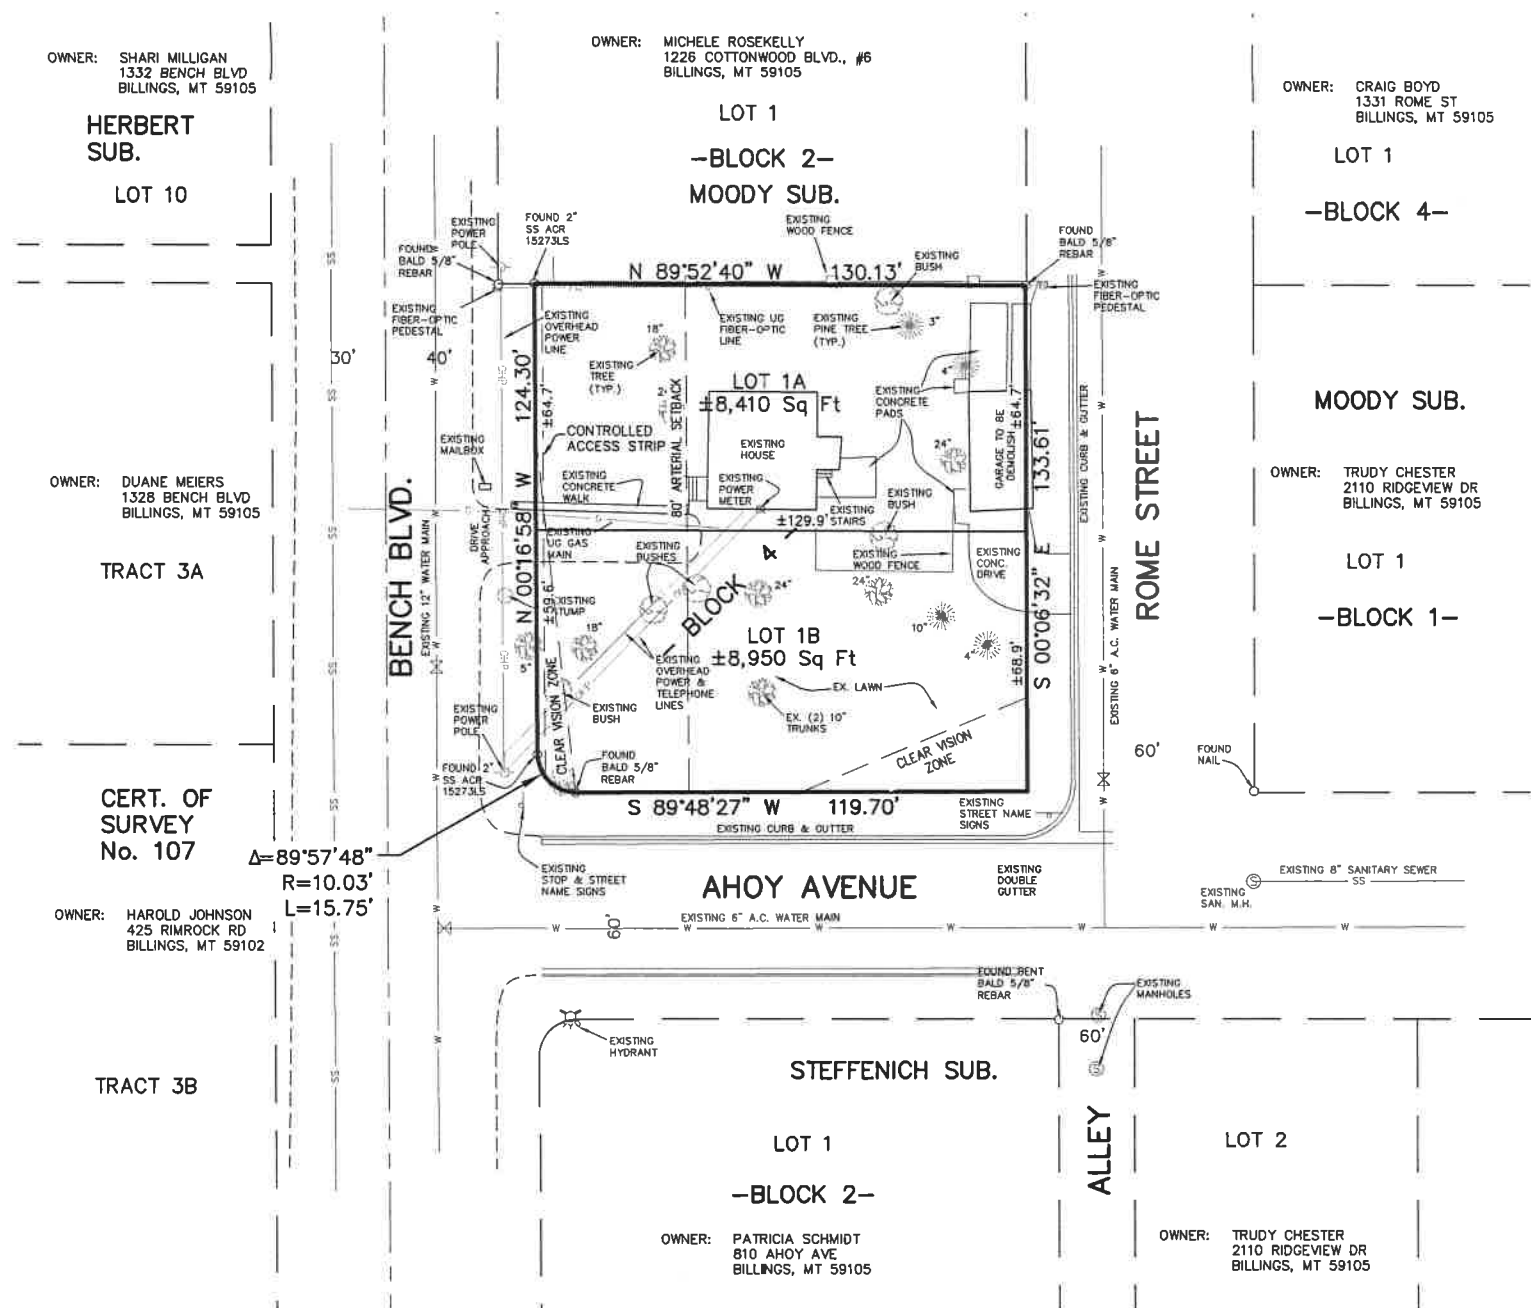 OWNER: SHARI MILLIGAN
1332 BENCH BLVD
BILLINGS, MT 59105
HERBERT
SUB.
LOT 10
OWNER: MICHELE ROSEKELLY
1226 COTTONWOOD BLVD., #6
BILLINGS, MT 59105
LOT 1
-BLOCK 2-
MOODY SUB.
OWNER: CRAIG BOYD
1331 ROME ST
BILLINGS, MT 59105
LOT 1
-BLOCK 4-
EXISTING
POWER
POLE
FOUND 2"
SS ACR
15273LS
FOUND
BALD 5/8"
REBAR
EXISTING
WOOD FENCE
EXISTING
BUSH
FOUND
BALD 5/8"
REBAR
N 89°52'40" W 130.13'
EXISTING
FIBER-OPTIC
PEDESTAL
EXISTING
FIBER-OPTIC
PEDESTAL
EXISTING
OVERHEAD
POWER
LINE
18"
EXISTING UG
FIBER-OPTIC
LINE
EXISTING
PINE TREE
(TYP.)
3"
30'
40'
EXISTING
TREE
(TYP.)
4"
LOT 1A
±8,410 Sq Ft
EXISTING
CONCRETE
PADS
124.30'
±64.7'
±64.7'
OHP
80' ARTERIAL SETBACK
CONTROLLED
ACCESS STRIP
EXISTING
MAILBOX
EXISTING
HOUSE
24"
GARAGE TO BE
DEMOLISH
133.61'
EXISTING CURB & GUTTER
MOODY SUB.
ROME STREET
OWNER: DUANE MEIERS
1328 BENCH BLVD
BILLINGS, MT 59105
OWNER: TRUDY CHESTER
2110 RIDGEVIEW DR
BILLINGS, MT 59105
EXISTING
CONCRETE
WALK
EXISTING
POWER
METER
EXISTING
BUSH
±129.9'
EXISTING
STAIRS
BENCH BLVD.
EXISTING 12" WATER MAIN
DRIVE
APPROACH
N 00°16'58" W
EXISTING
UG GAS
MAIN
EXISTING
BUSHES
EXISTING
WOOD FENCE
EXISTING
CONC.
DRIVE
TRACT 3A
LOT 1
-BLOCK 1-
±59.6'
EXISTING
STUMP
24"
24"
BLOCK 4
18"
5"
10"
4"
LOT 1B
±8,950 Sq Ft
±68.9'
S 00°06'32" E
EXISTING 6" A.C. WATER MAIN
OHP
EXISTING
OVERHEAD
POWER &
TELEPHONE
LINES
EX. LAWN
EX. (2) 10"
TRUNKS
CLEAR VISION ZONE
EXISTING
BUSH
EXISTING
POWER
POLE
CLEAR VISION
ZONE
60'
FOUND
NAIL
FOUND 2"
SS ACR
15273LS
FOUND
BALD 5/8"
REBAR
CERT. OF
SURVEY
No. 107
S 89°48'27" W 119.70'
EXISTING CURB & GUTTER
EXISTING
STREET NAME
SIGNS
Δ=89°57'48"
R=10.03'
L=15.75'
EXISTING
STOP & STREET
NAME SIGNS
AHOY AVENUE
EXISTING
DOUBLE
GUTTER
EXISTING 8" SANITARY SEWER
SS
EXISTING
SAN. M.H.
OWNER: HAROLD JOHNSON
425 RIMROCK RD
BILLINGS, MT 59102
60'
EXISTING 6" A.C. WATER MAIN
W W W W W W W
FOUND BENT
BALD 5/8"
REBAR
EXISTING
MANHOLES
60'
EXISTING
HYDRANT
TRACT 3B
STEFFENICH SUB.
LOT 1
-BLOCK 2-
ALLEY
LOT 2
OWNER: PATRICIA SCHMIDT
810 AHOY AVE
BILLINGS, MT 59105
OWNER: TRUDY CHESTER
2110 RIDGEVIEW DR
BILLINGS, MT 59105